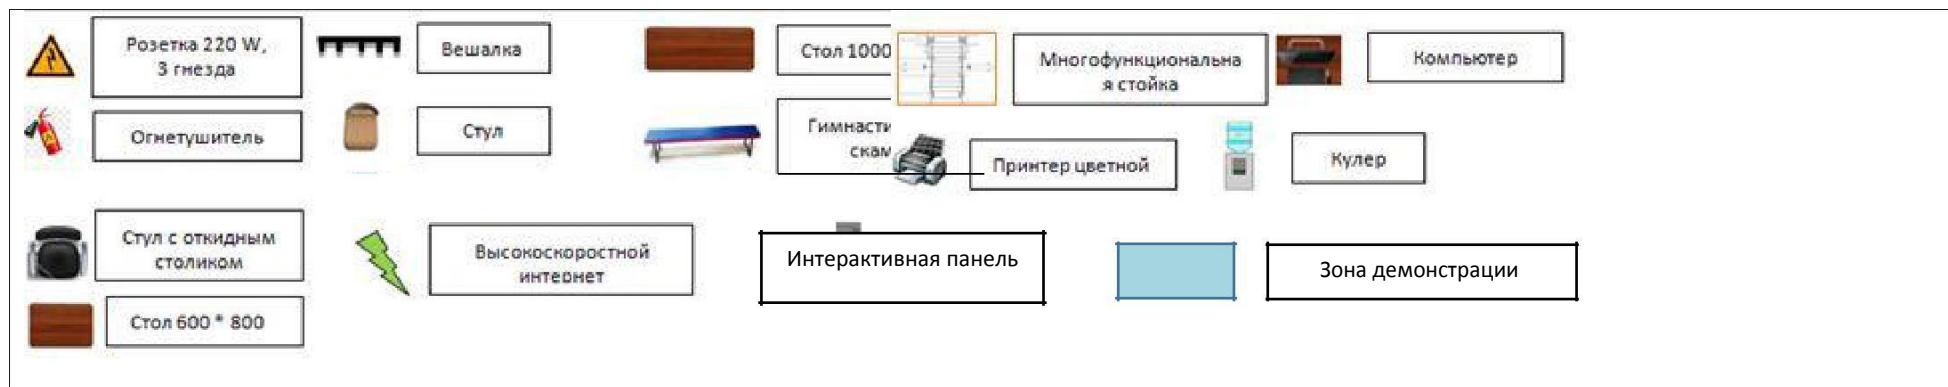 Розетка 220 W,
3 гнезда
Вешалка
Стол 1000
Многофункциональна
я стойка
Компьютер
Огнетушитель
Стул
Гимнасти
скам
Принтер цветной
Кулер
Стул с откидным
столиком
Высокоскоростной
интернет
Интерактивная панель
Зона демонстрации
Стол 600 * 800